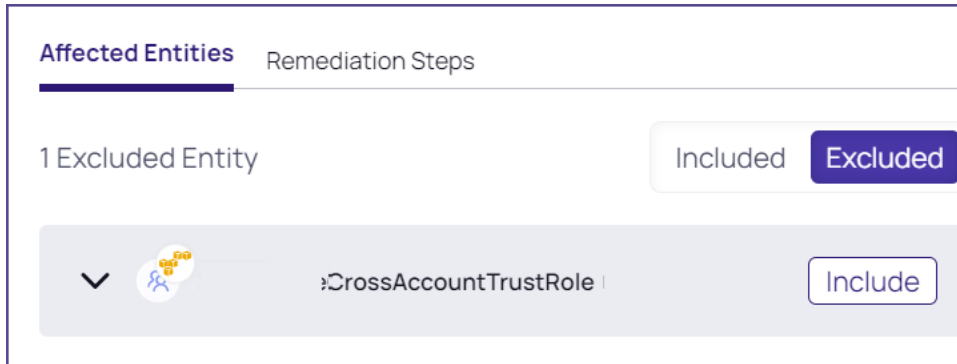 Affected Entities
Remediation Steps
1 Excluded Entity
Included
Excluded
CrossAccountTrustRole
Include